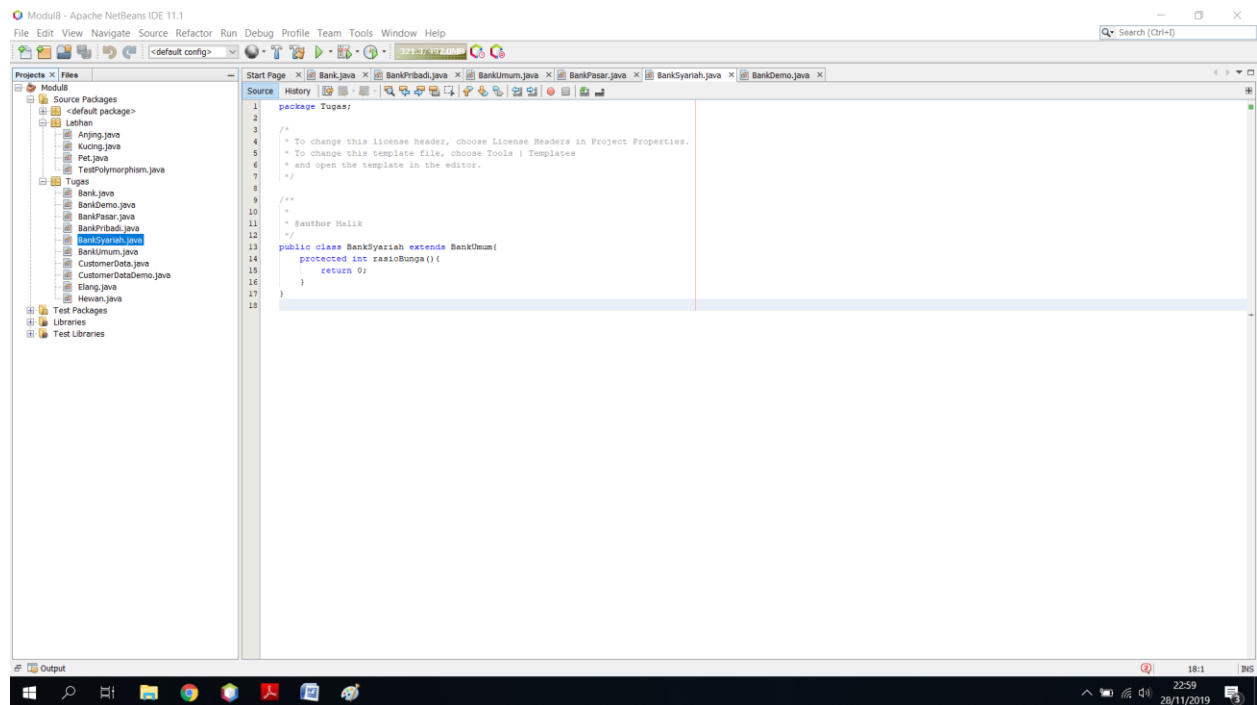 Modul8 - Apache NetBeans IDE 11.1
File Edit View Navigate Source Refactor Run Debug Profile Team Tools Window Help
Search (Ctrl+I)
<default config>
Projects Files
Start Page Bank.java BankPribadi.java BankUmum.java BankPasar.java BankSyariah.java BankDemo.java
Modul8
Source Packages
<default package>
Latihan
Anjing.java
Kucing.java
Pet.java
TestPolymorphism.java
Tugas
Bank.java
BankDemo.java
BankPasar.java
BankPribadi.java
BankSyariah.java
BankUmum.java
CustomerData.java
CustomerDataDemo.java
Elang.java
Hewan.java
Test Packages
Libraries
Test Libraries
Source History
1 package Tugas;
2
3 /*
4 * To change this license header, choose License Headers in Project Properties.
5 * To change this template file, choose Tools | Templates
6 * and open the template in the editor.
7 */
8
9 /**
10 *
11 * @author Malik
12 */
13 public class BankSyariah extends BankUmum{
14 protected int rasioBunga(){
15 return 0;
16 }
17 }
18
Output
2
18:1 INS
22:59
28/11/2019
3